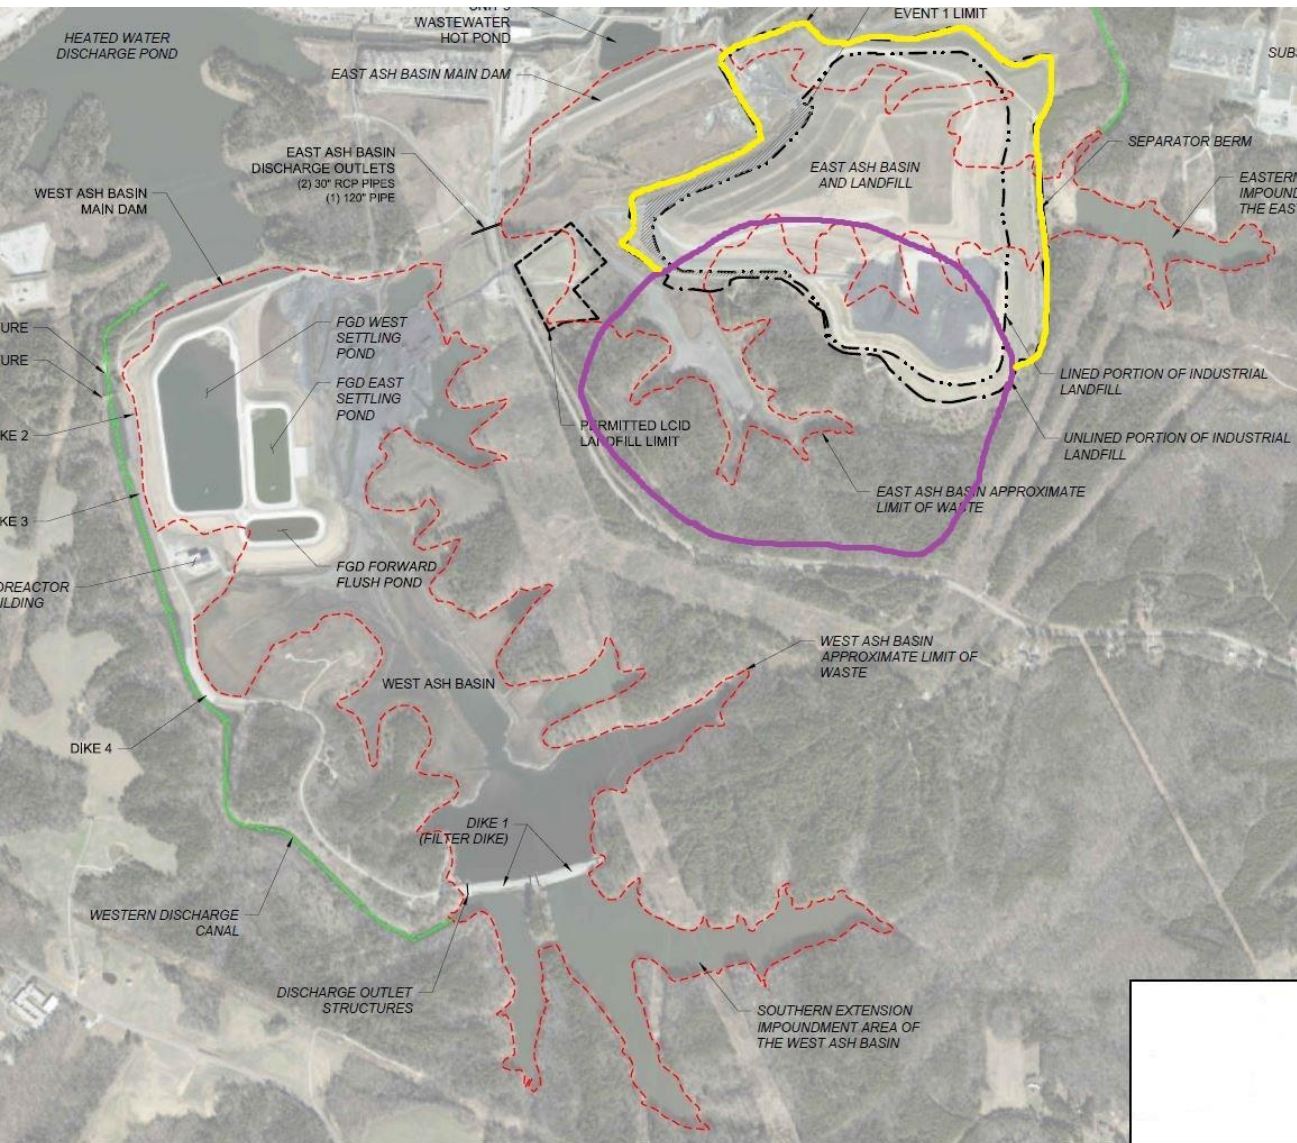 WASTEWATER
HOT POND
EVENT 1 LIMIT
HEATED WATER
DISCHARGE POND
EAST ASH BASIN MAIN DAM
SEPARATOR BERM
EAST ASH BASIN
DISCHARGE OUTLETS
(2) 30" RCP PIPES
(1) 120" PIPE
EAST ASH BASIN
AND LANDFILL
EASTERN
IMPOUND
THE EAS
WEST ASH BASIN
MAIN DAM
URE
URE
FGD WEST
SETTLING
POND
FGD EAST
SETTLING
POND
LINED PORTION OF INDUSTRIAL
LANDFILL
KE 2
PERMITTED LCID
LANDFILL LIMIT
UNLINED PORTION OF INDUSTRIAL
LANDFILL
EAST ASH BASIN APPROXIMATE
LIMIT OF WASTE
KE 3
FGD FORWARD
FLUSH POND
OREACTOR
ILDING
WEST ASH BASIN
APPROXIMATE LIMIT OF
WASTE
WEST ASH BASIN
DIKE 4
DIKE 1
(FILTER DIKE)
WESTERN DISCHARGE
CANAL
DISCHARGE OUTLET
STRUCTURES
SOUTHERN EXTENSION
IMPOUNDMENT AREA OF
THE WEST ASH BASIN